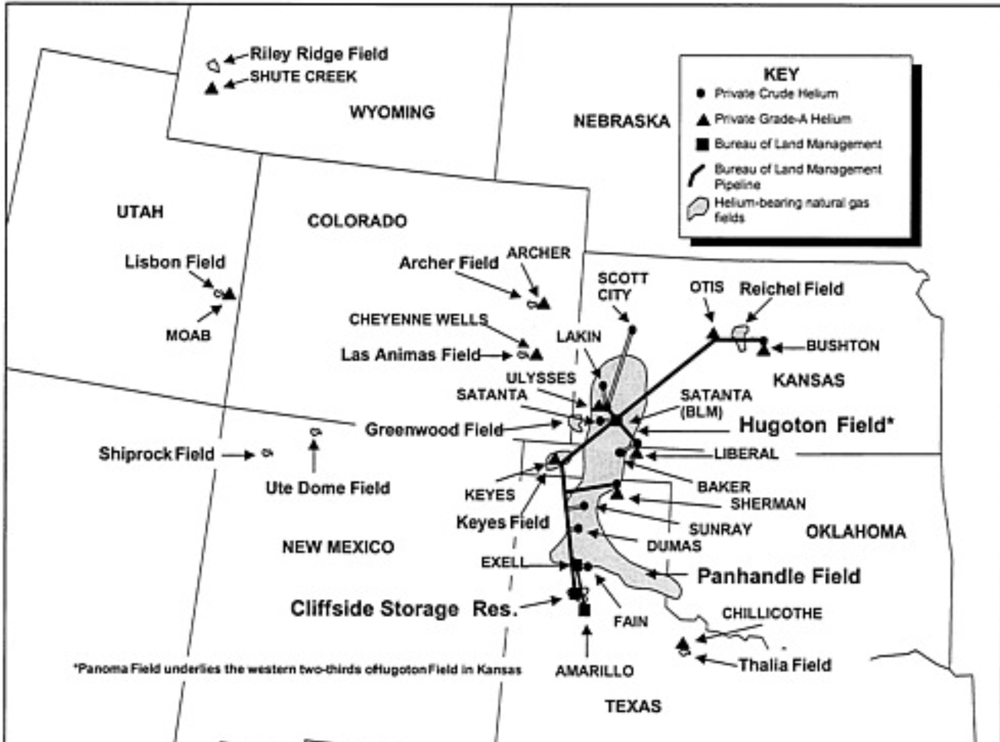 Riley Ridge Field
SHUTE CREEK
WYOMING
NEBRASKA
KEY
Private Crude Helium
Private Grade-A Helium
Bureau of Land Management
Bureau of Land Management
Pipeline
Helium-bearing natural gas
fields
UTAH
COLORADO
Lisbon Field
MOAB
Archer Field
ARCHER
SCOTT
CITY
OTIS
Reichel Field
CHEYENNE WELLS
LAKIN
Las Animas Field
BUSHTON
KANSAS
ULYSSES
SATANTA
SATANTA
(BLM)
Greenwood Field
Hugoton Field*
Shiprock Field
LIBERAL
Ute Dome Field
KEYES
BAKER
SHERMAN
Keyes Field
SUNRAY
OKLAHOMA
DUMAS
NEW MEXICO
EXELL
Panhandle Field
Cliffside Storage Res.
FAIN
CHILLICOTHE
Thalia Field
*Panoma Field underlies the western two-thirds ofHugoton Field in Kansas
AMARILLO
TEXAS